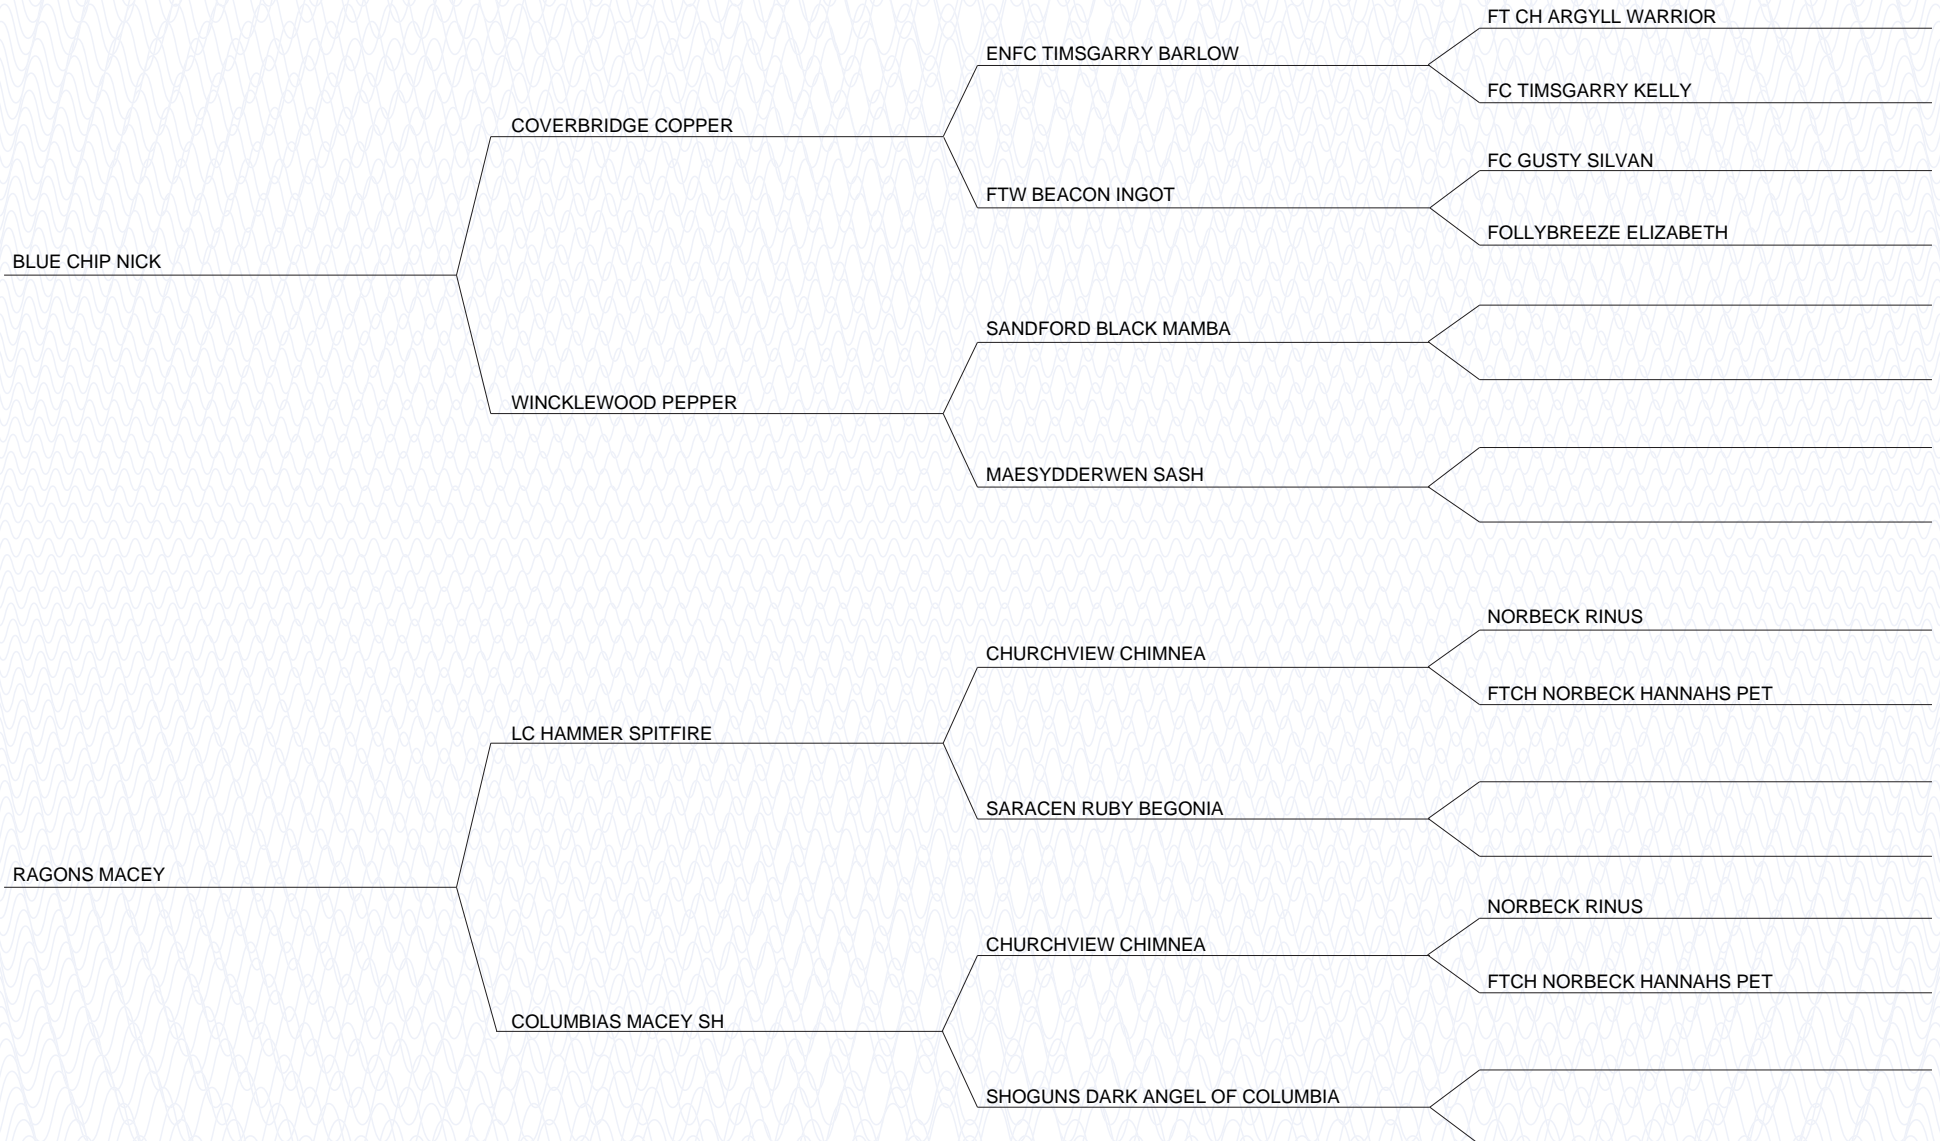 FT CH ARGYLL WARRIOR
ENFC TIMSGARRY BARLOW
FC TIMSGARRY KELLY
COVERBRIDGE COPPER
FC GUSTY SILVAN
FTW BEACON INGOT
FOLLYBREEZE ELIZABETH
BLUE CHIP NICK
SANDFORD BLACK MAMBA
WINCKLEWOOD PEPPER
MAESYDDERWEN SASH
NORBECK RINUS
CHURCHVIEW CHIMNEA
FTCH NORBECK HANNAHS PET
LC HAMMER SPITFIRE
SARACEN RUBY BEGONIA
RAGONS MACEY
NORBECK RINUS
CHURCHVIEW CHIMNEA
FTCH NORBECK HANNAHS PET
COLUMBIAS MACEY SH
SHOGUNS DARK ANGEL OF COLUMBIA